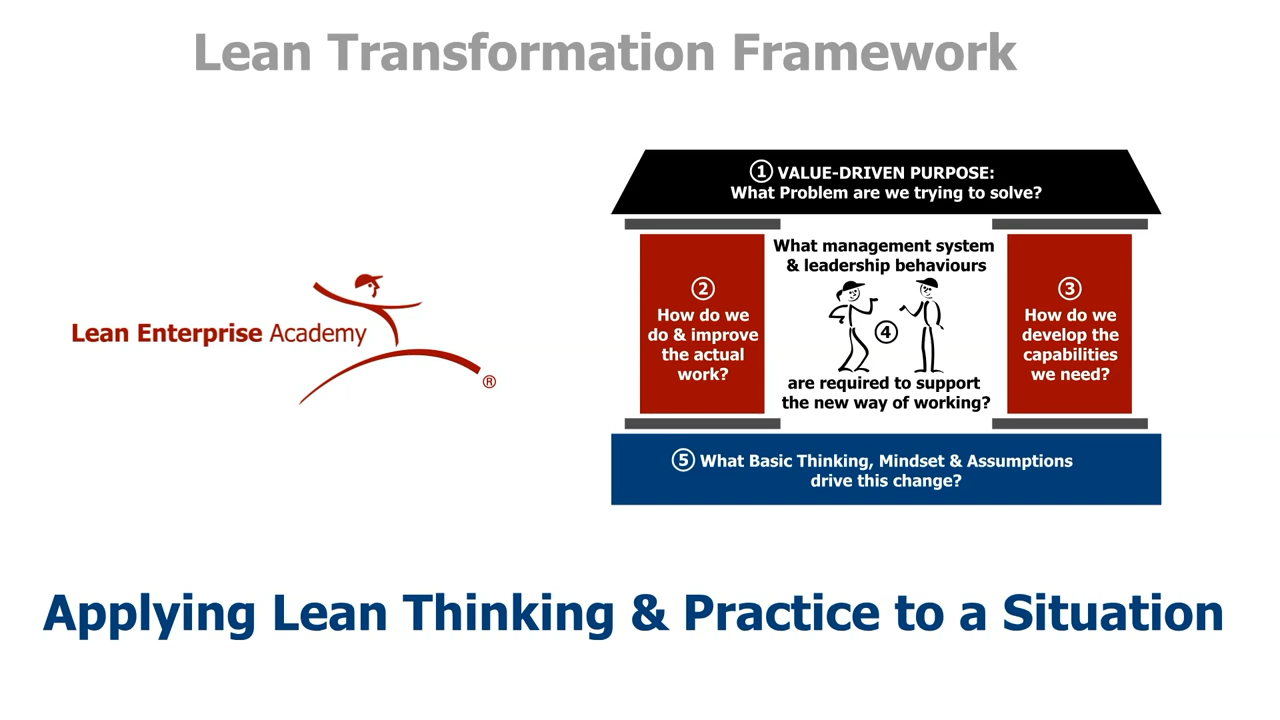 Lean Transformation Framework
① VALUE-DRIVEN PURPOSE:
What Problem are we trying to solve?
What management system
& leadership behaviours
②
How do we
do & improve
the actual
work?
④
③
How do we
develop the
capabilities
we need?
are required to support
the new way of working?
Lean Enterprise Academy
®
⑤ What Basic Thinking, Mindset & Assumptions
drive this change?
Applying Lean Thinking & Practice to a Situation